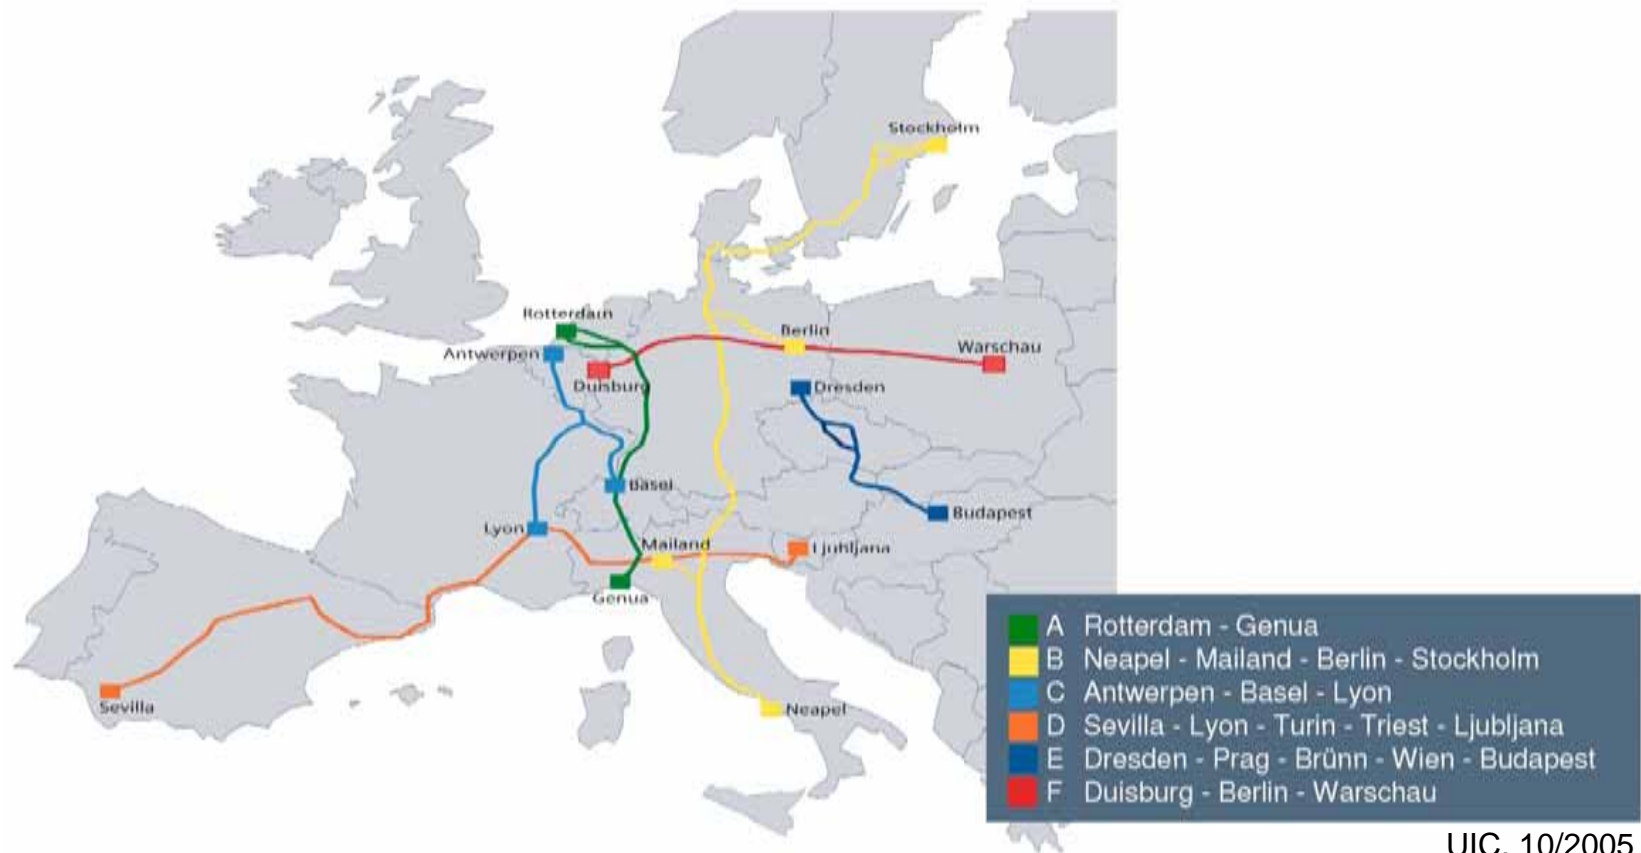 Stockholm
Rotterdam
Berlin
Antwerpen
Warschau
Duisburg
Dresden
Basel
Budapest
Lyon
Mailand
Ljubljana
Genua
Sevilla
Neapel
A Rotterdam - Genua
B Neapel - Mailand - Berlin - Stockholm
C Antwerpen - Basel - Lyon
D Sevilla - Lyon - Turin - Triest - Ljubljana
E Dresden - Prag - Brünn - Wien - Budapest
F Duisburg - Berlin - Warschau
UIC, 10/2005